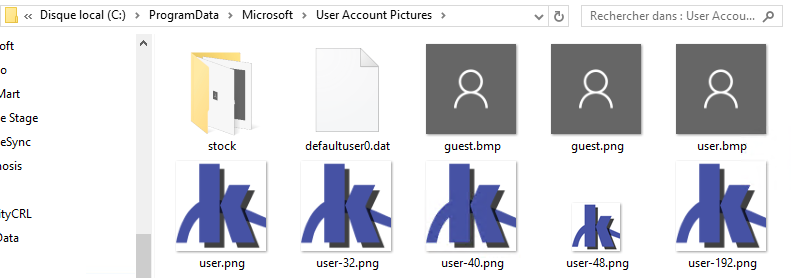 « Disque local (C:) › ProgramData › Microsoft › User Account Pictures ›
Rechercher dans : User Accou...
oft
o
Mart
e Stage
eSync
nosis
ityCRL
Data
stock
defaultuser0.dat
guest.bmp
guest.png
user.bmp
user.png
user-32.png
user-40.png
user-48.png
user-192.png